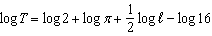 log T = log 2 + log π + 1/2 log ℓ − log 16